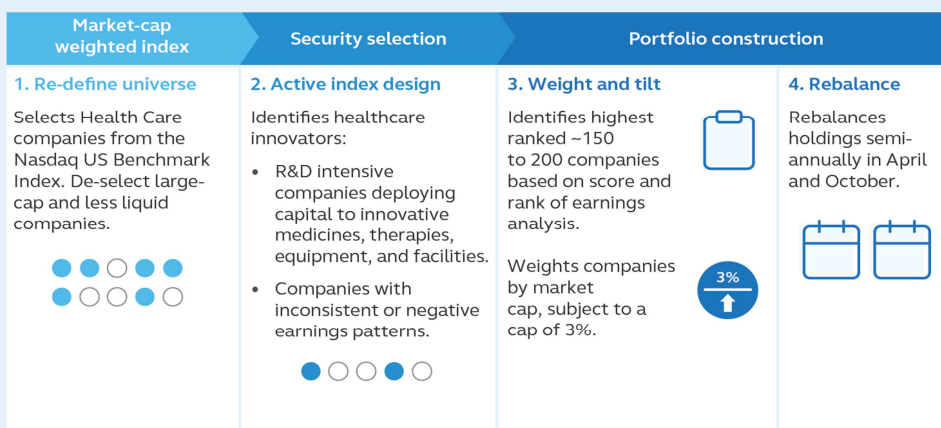 Market-cap
weighted index
Security selection
Portfolio construction
1. Re-define universe
Selects Health Care
companies from the
Nasdaq US Benchmark
Index. De-select large-
cap and less liquid
companies.
2. Active index design
Identifies healthcare
innovators:
• R&D intensive
companies deploying
capital to innovative
medicines, therapies,
equipment, and facilities.
• Companies with
inconsistent or negative
earnings patterns.
3. Weight and tilt
Identifies highest
ranked ~150
to 200 companies
based on score and
rank of earnings
analysis.
Weights companies
by market
cap, subject to a
cap of 3%.
3%
4. Rebalance
Rebalances
holdings semi-
annually in April
and October.